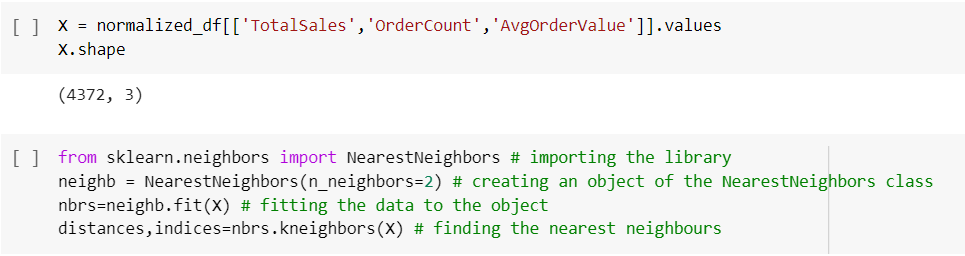 [ ] X = normalized_df[['TotalSales','OrderCount','AvgOrderValue']].values
X.shape
(4372, 3)
[ ] from sklearn.neighbors import NearestNeighbors # importing the library
neighb = NearestNeighbors(n_neighbors=2) # creating an object of the NearestNeighbors class
nbrs=neighb.fit(X) # fitting the data to the object
distances,indices=nbrs.kneighbors(X) # finding the nearest neighbours